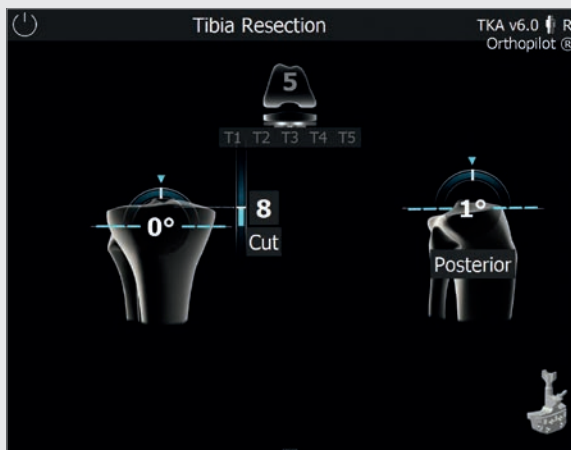 Tibia Resection
TKA v6.0 R
Orthopilot ®
5
T1 T2 T3 T4 T5
0°
8
Cut
1°
Posterior